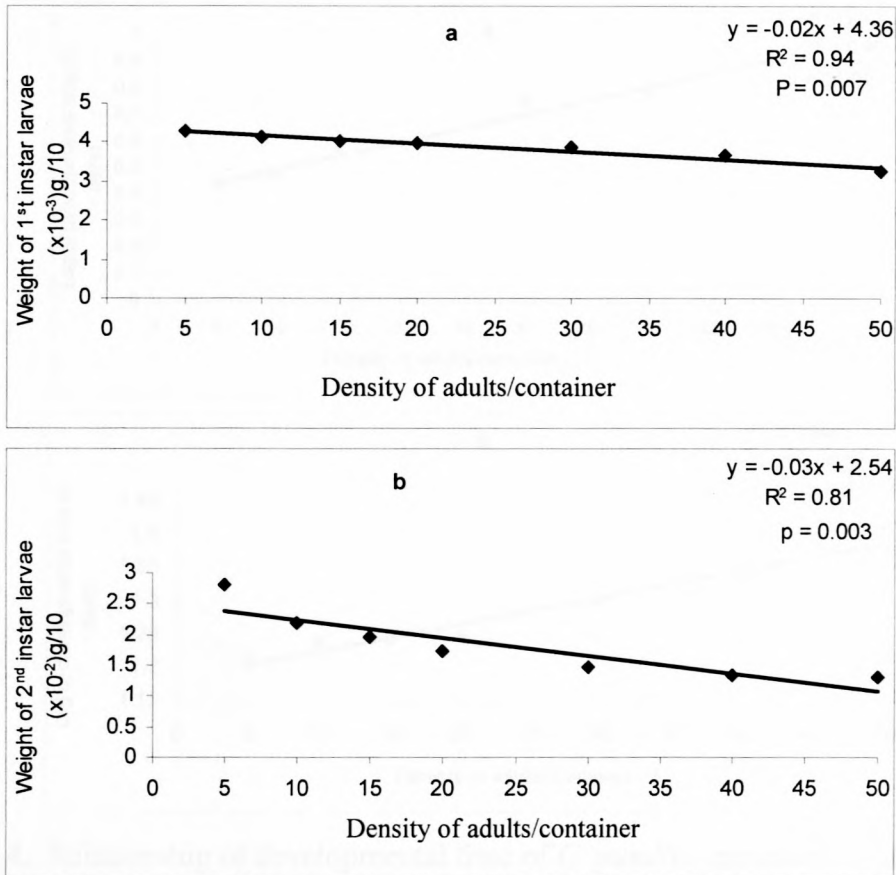 a
y = -0.02x + 4.36
R² = 0.94
P = 0.007
Weight of 1ˢt instar larvae
(x10⁻³)g./10
5
4
3
2
1
0
0 5 10 15 20 25 30 35 40 45 50
Density of adults/container
b
y = -0.03x + 2.54
R² = 0.81
p = 0.003
Weight of 2ⁿᵈ instar larvae
(x10⁻²)g/10
3
2.5
2
1.5
1
0.5
0
0 5 10 15 20 25 30 35 40 45 50
Density of adults/container